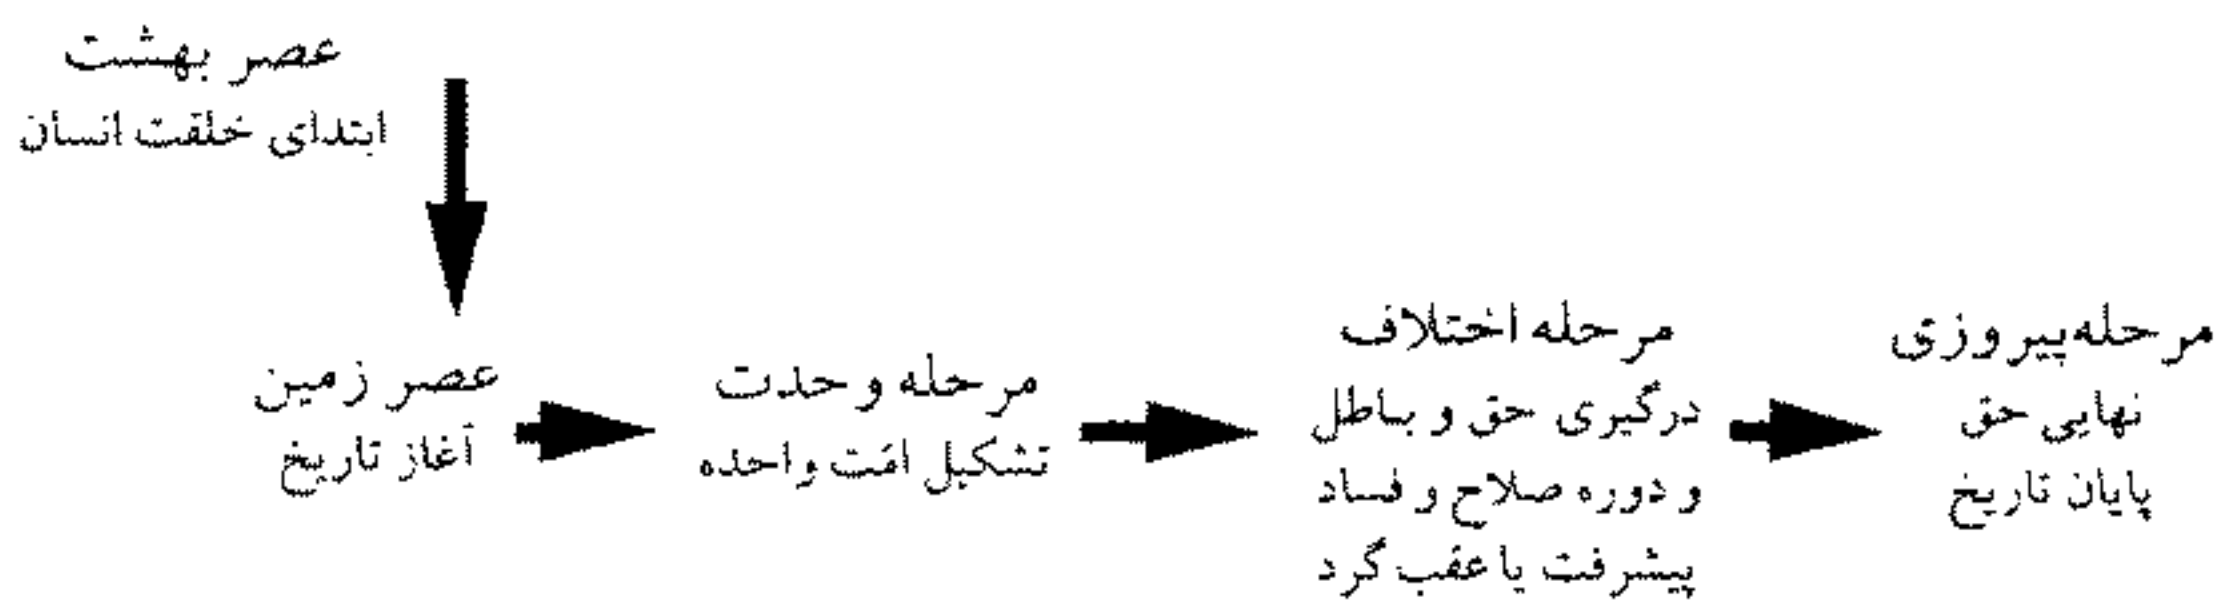 عصر بهشت
ابتدای خلقت انسان
عصر زمین
آغاز تاریخ
مرحله وحدت
تشکیل امّت واحده
مرحله اختلاف
درگیری حق و باطل
و دوره صلاح و فساد
پیشرفت یا عقب گرد
مرحله پیروزی
نهایی حق
پایان تاریخ